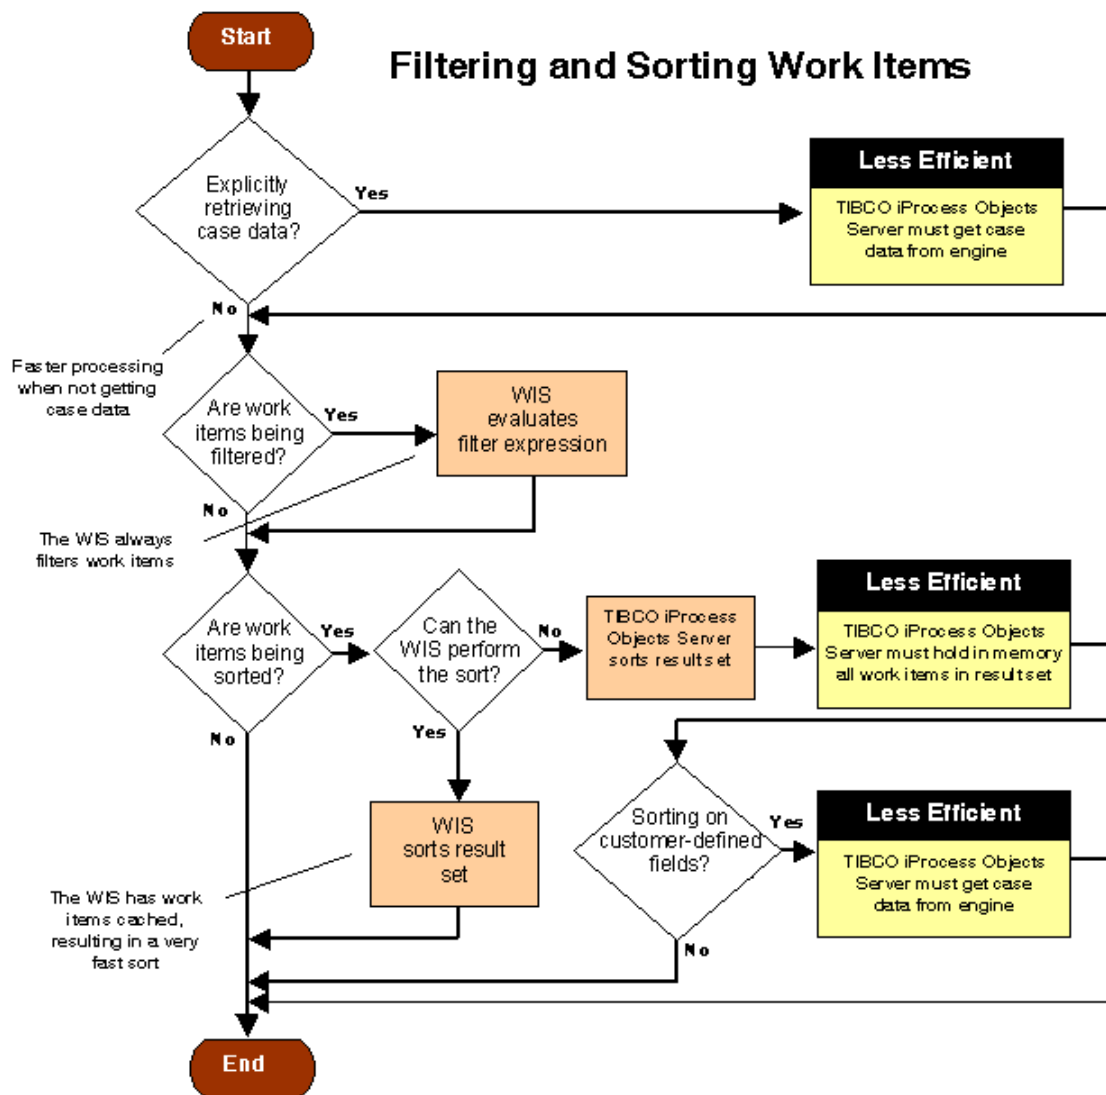 Start
Filtering and Sorting Work Items
Explicitly
retrieving
case data?
Yes
Less Efficient
TIBCO iProcess Objects
Server must get case
data from engine
No
Faster processing
when not getting
case data
Are work
items being
filtered?
Yes
WIS
evaluates
filter expression
No
The WIS always
filters work items
Are work
items being
sorted?
Yes
Can the
WIS perform
the sort?
No
TIBCO iProcess
Objects Server
sorts result set
Less Efficient
TIBCO iProcess Objects
Server must hold in memory
all work items in result set
No
Yes
WIS
sorts result
set
Sorting on
customer-defined
fields?
Yes
Less Efficient
TIBCO iProcess Objects
Server must get case
data from engine
The WIS has work
items cached,
resulting in a very
fast sort
No
End